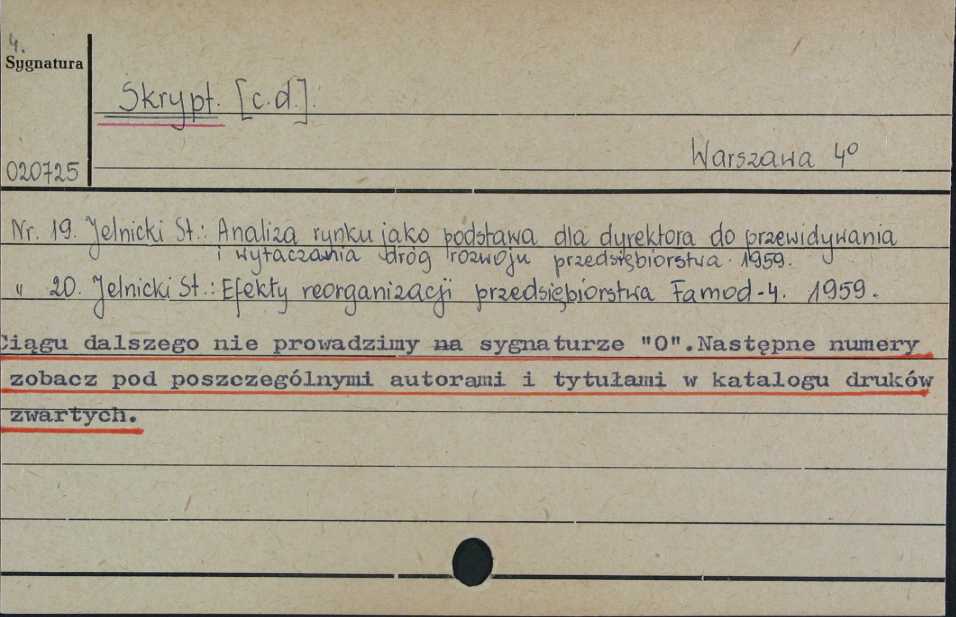 4.
Sygnatura
Skrypt. [c.d.].
Warszawa 4º
020725
Nr. 19. Jelnicki St.: Analiza rynku jako podstawa dla dyrektora do przewidywania
i wytaczania dróg rozwoju przedsiębiorstwa. 1959.
" 20. Jelnicki St.: Efekty reorganizacji przedsiębiorstwa Famod-4. 1959.
Ciągu dalszego nie prowadzimy na sygnaturze "0".Następne numery
zobacz pod poszczególnymi autorami i tytułami w katalogu druków
zwartych.